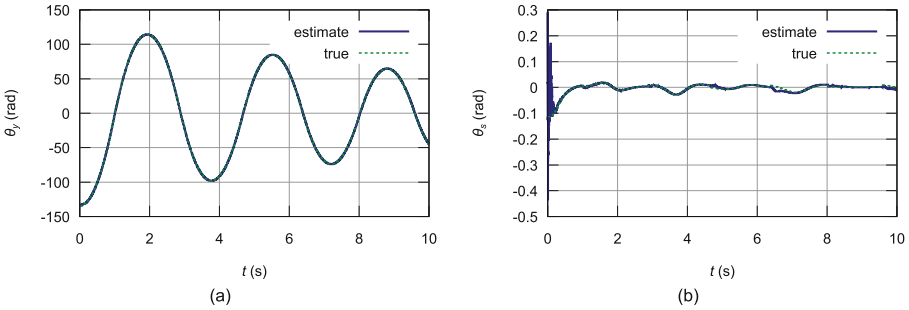 150
100
50
0
-50
-100
-150
θy (rad)
estimate
true
0 2 4 6 8 10
t (s)
(a)
0.3
0.2
0.1
0
-0.1
-0.2
-0.3
-0.4
-0.5
θs (rad)
estimate
true
0 2 4 6 8 10
t (s)
(b)